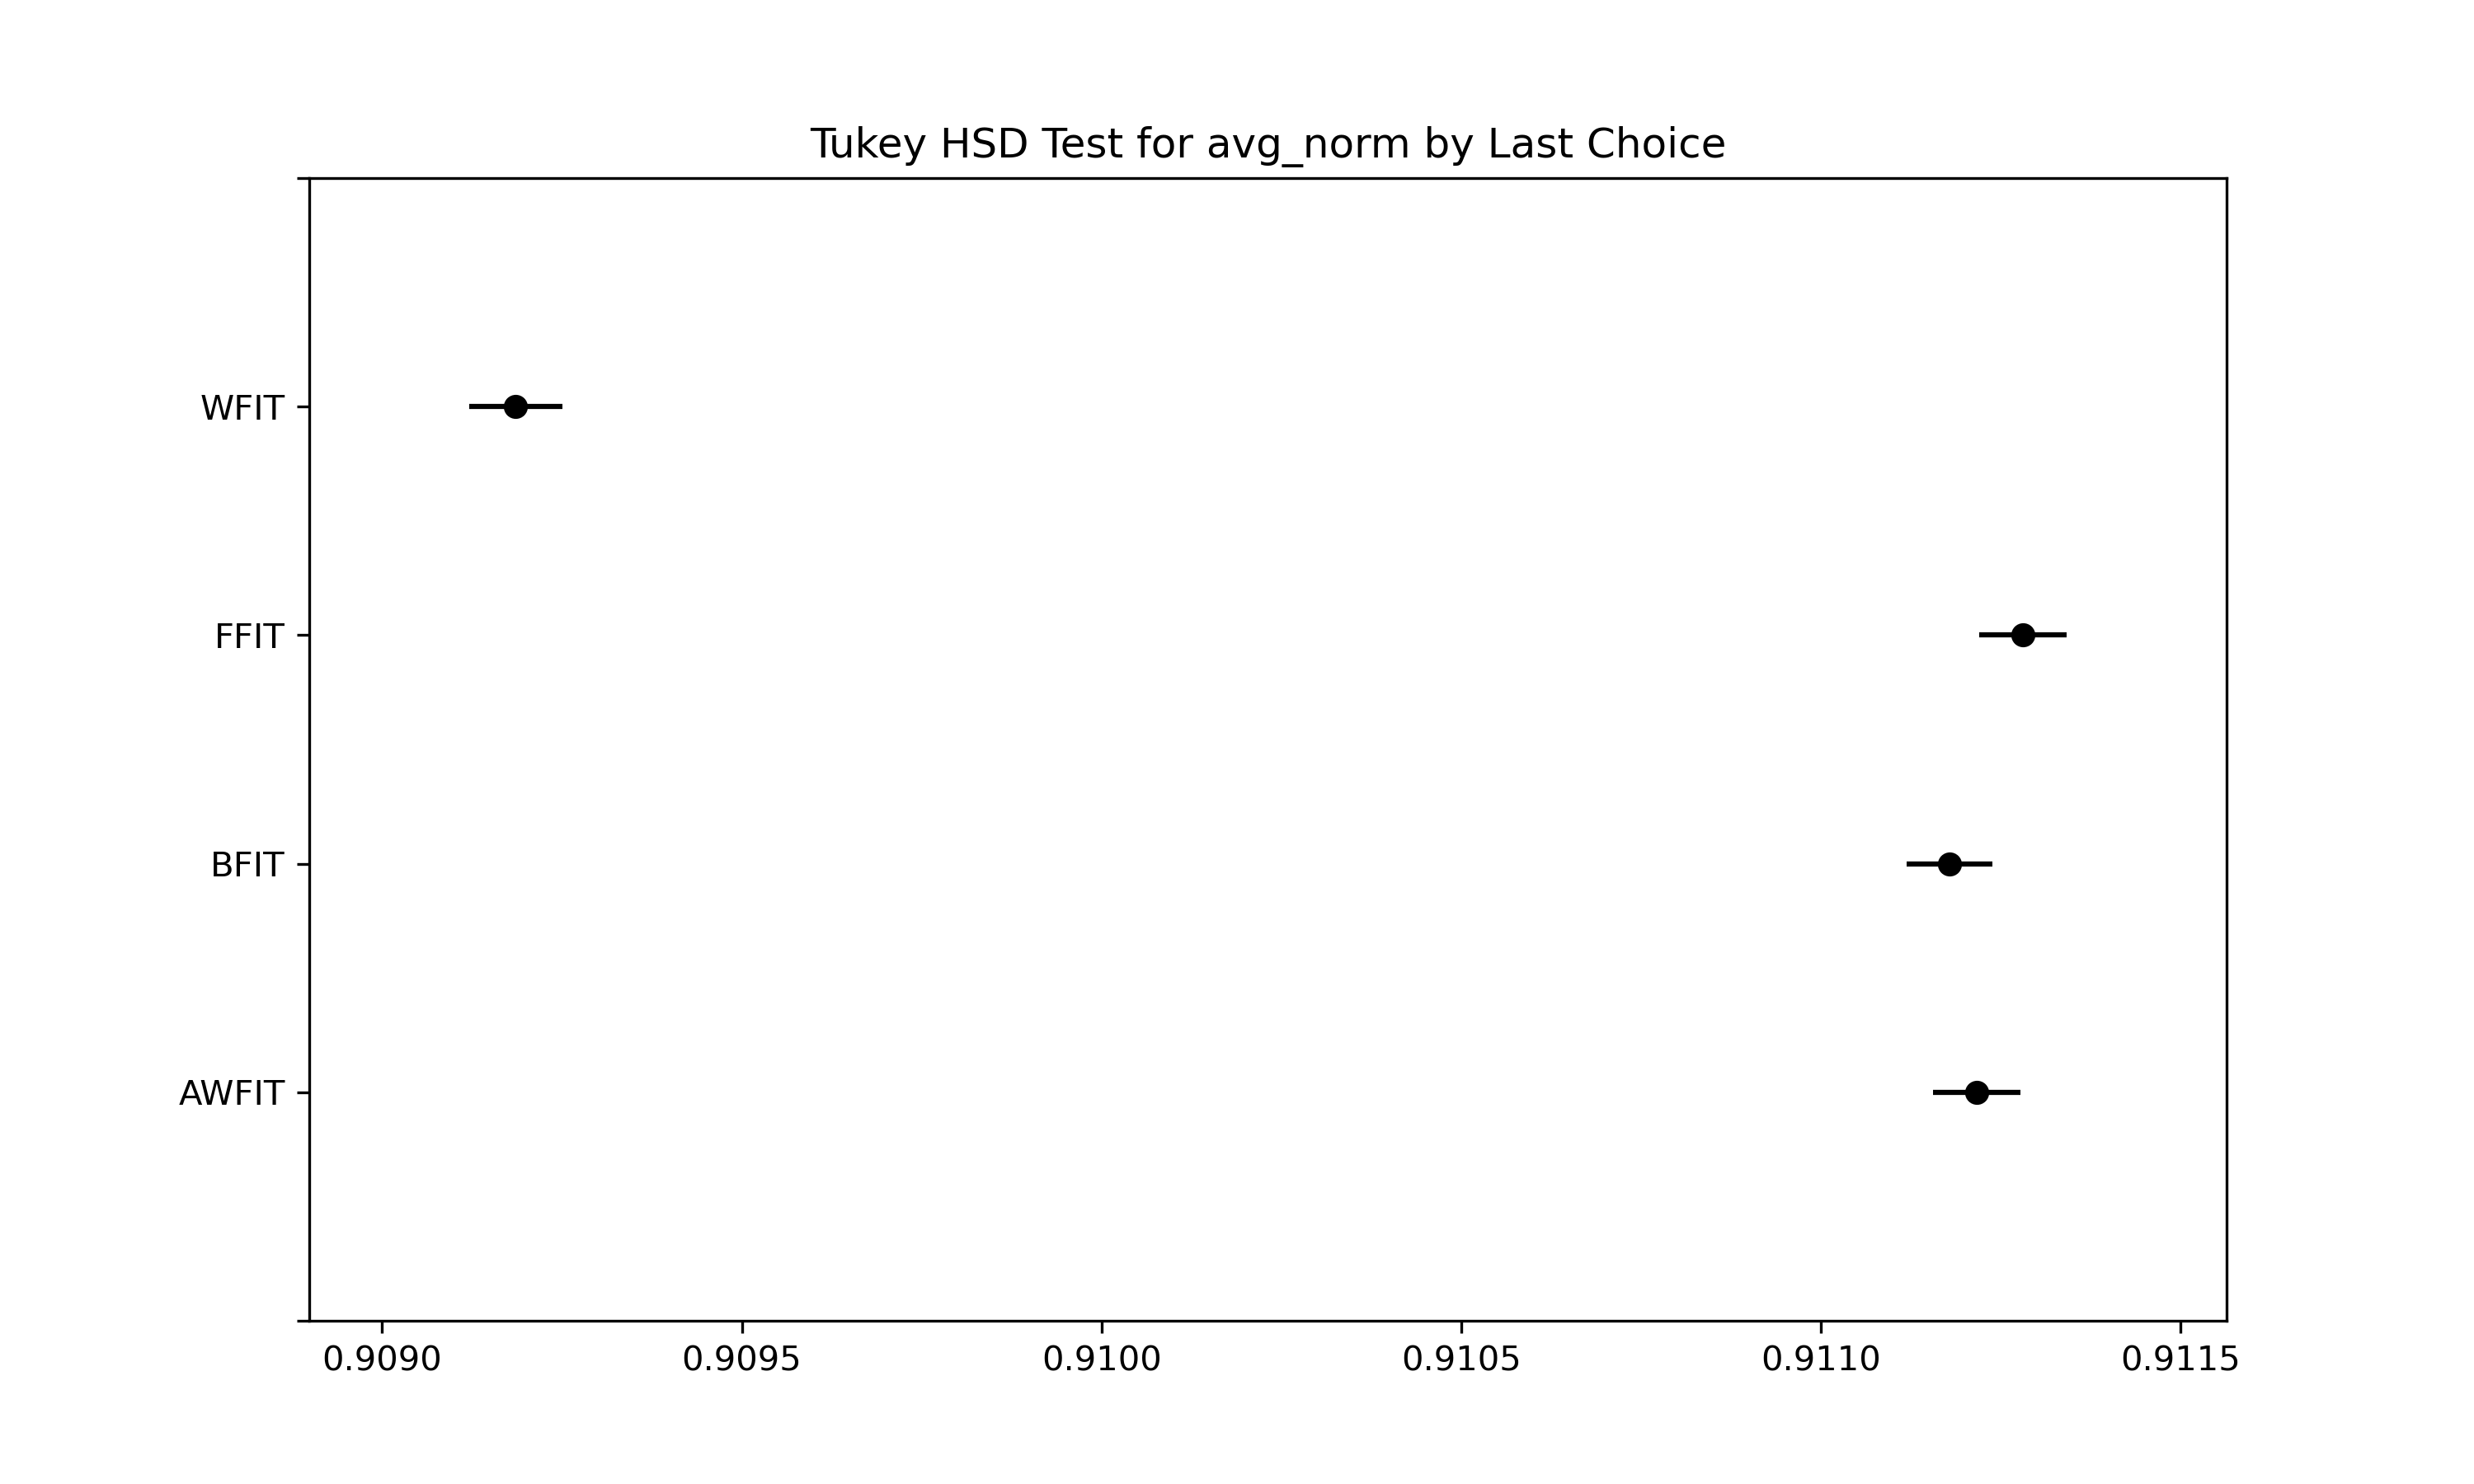 Tukey HSD Test for avg_norm by Last Choice
WFIT
FFIT
BFIT
AWFIT
0.9090 0.9095 0.9100 0.9105 0.9110 0.9115